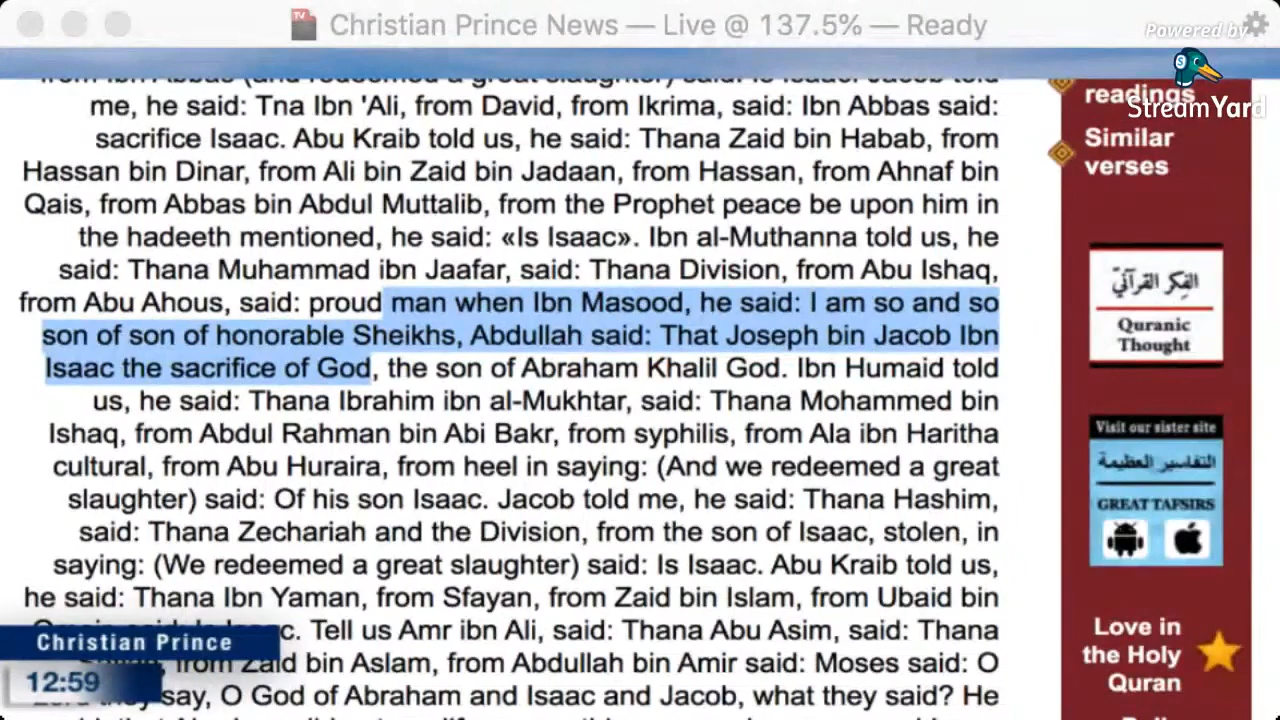 Christian Prince News — Live @ 137.5% — Ready
Powered by
StreamYard
me, he said: Tna Ibn 'Ali, from David, from Ikrima, said: Ibn Abbas said:
sacrifice Isaac. Abu Kraib told us, he said: Thana Zaid bin Habab, from
Hassan bin Dinar, from Ali bin Zaid bin Jadaan, from Hassan, from Ahnaf bin
Qais, from Abbas bin Abdul Muttalib, from the Prophet peace be upon him in
the hadeeth mentioned, he said: «Is Isaac». Ibn al-Muthanna told us, he
said: Thana Muhammad ibn Jaafar, said: Thana Division, from Abu Ishaq,
from Abu Ahous, said: proud man when Ibn Masood, he said: I am so and so
son of son of honorable Sheikhs, Abdullah said: That Joseph bin Jacob Ibn
Isaac the sacrifice of God, the son of Abraham Khalil God. Ibn Humaid told
us, he said: Thana Ibrahim ibn al-Mukhtar, said: Thana Mohammed bin
Ishaq, from Abdul Rahman bin Abi Bakr, from syphilis, from Ala ibn Haritha
cultural, from Abu Huraira, from heel in saying: (And we redeemed a great
slaughter) said: Of his son Isaac. Jacob told me, he said: Thana Hashim,
said: Thana Zechariah and the Division, from the son of Isaac, stolen, in
saying: (We redeemed a great slaughter) said: Is Isaac. Abu Kraib told us,
he said: Thana Ibn Yaman, from Sfayan, from Zaid bin Islam, from Ubaid bin
c. Tell us Amr ibn Ali, said: Thana Abu Asim, said: Thana
from Zaid bin Aslam, from Abdullah bin Amir said: Moses said: O
say, O God of Abraham and Isaac and Jacob, what they said? He
readings
Similar
verses
الفكر القرآني
Quranic
Thought
Visit our sister site
التفاسير العظيمة
GREAT TAFSIRS
Love in
the Holy
Quran
Christian Prince
12:59